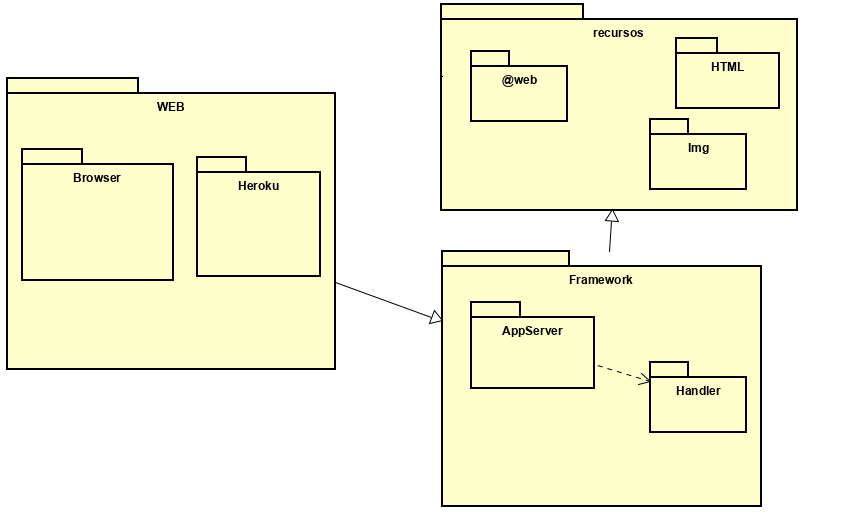 WEB
Browser
Heroku
recursos
@web
HTML
Img
Framework
AppServer
Handler